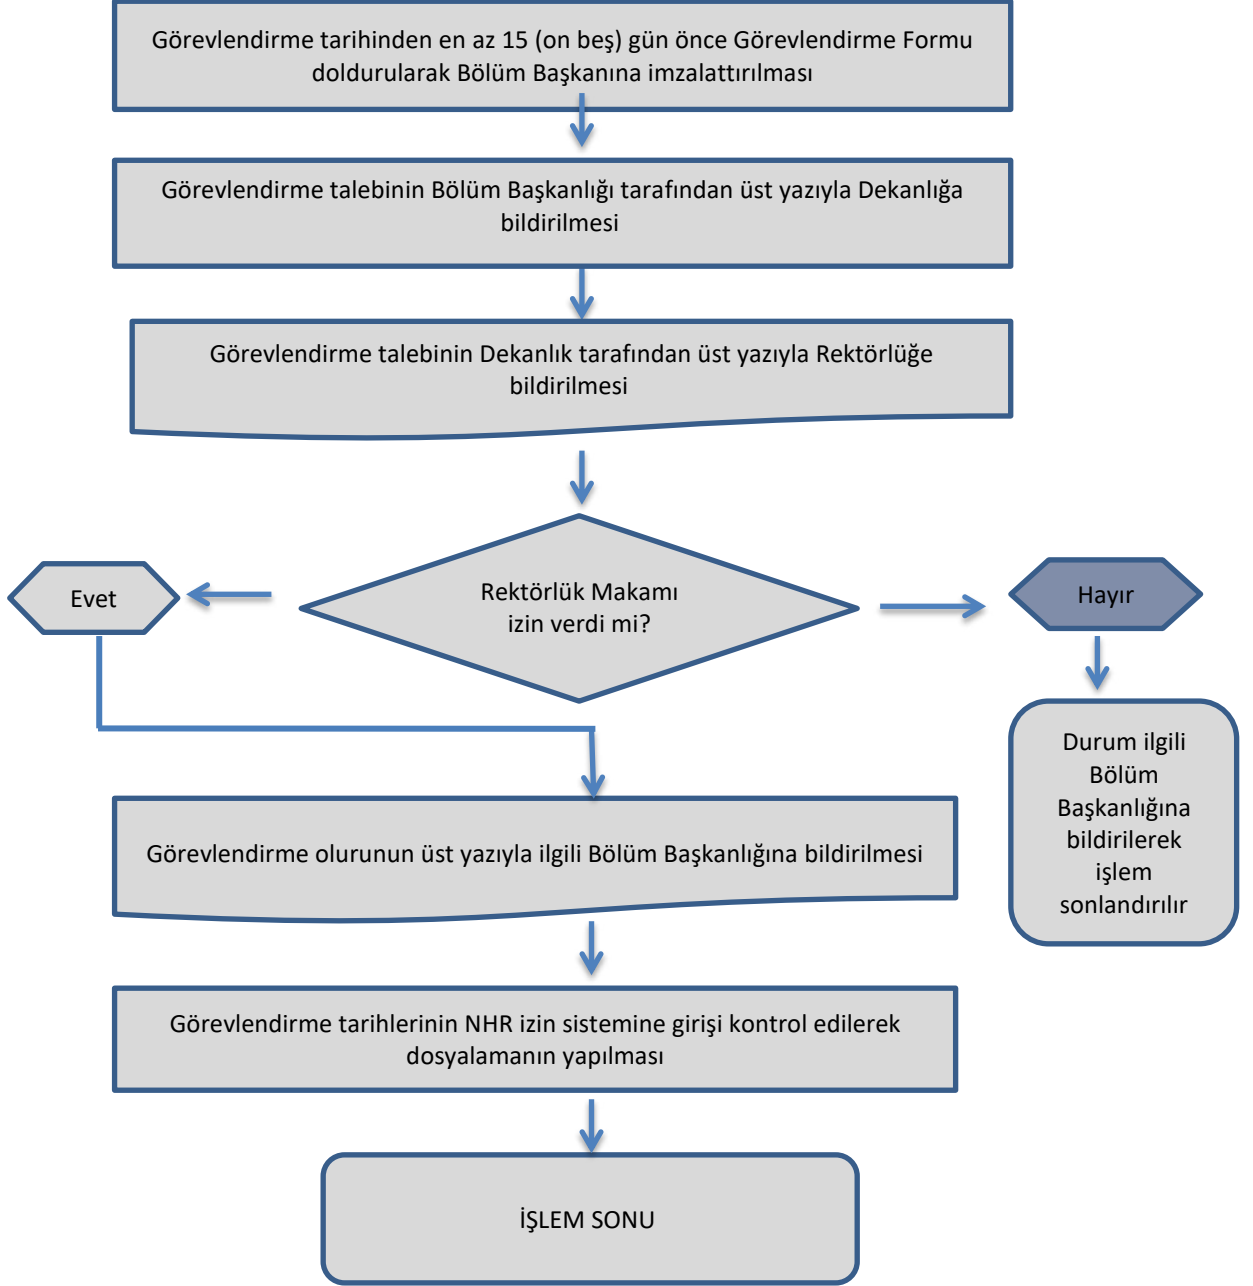 Görevlendirme tarihinden en az 15 (on beş) gün önce Görevlendirme Formu
doldurularak Bölüm Başkanına imzalattırılması
Görevlendirme talebinin Bölüm Başkanlığı tarafından üst yazıyla Dekanlığa
bildirilmesi
Görevlendirme talebinin Dekanlık tarafından üst yazıyla Rektörlüğe
bildirilmesi
Rektörlük Makamı
izin verdi mi?
Evet
Hayır
Durum ilgili
Bölüm
Başkanlığına
bildirilerek
işlem
sonlandırılır
Görevlendirme olurunun üst yazıyla ilgili Bölüm Başkanlığına bildirilmesi
Görevlendirme tarihlerinin NHR izin sistemine girişi kontrol edilerek
dosyalamanın yapılması
İŞLEM SONU